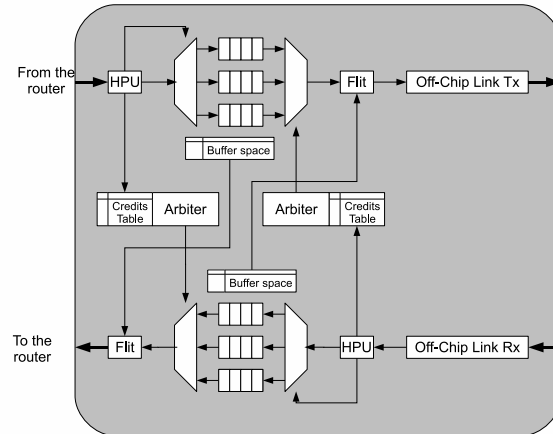 From the
router
HPU
Flit
Off-Chip Link Tx
Buffer space
Credits
Table
Arbiter
Arbiter
Credits
Table
Buffer space
To the
router
Flit
HPU
Off-Chip Link Rx